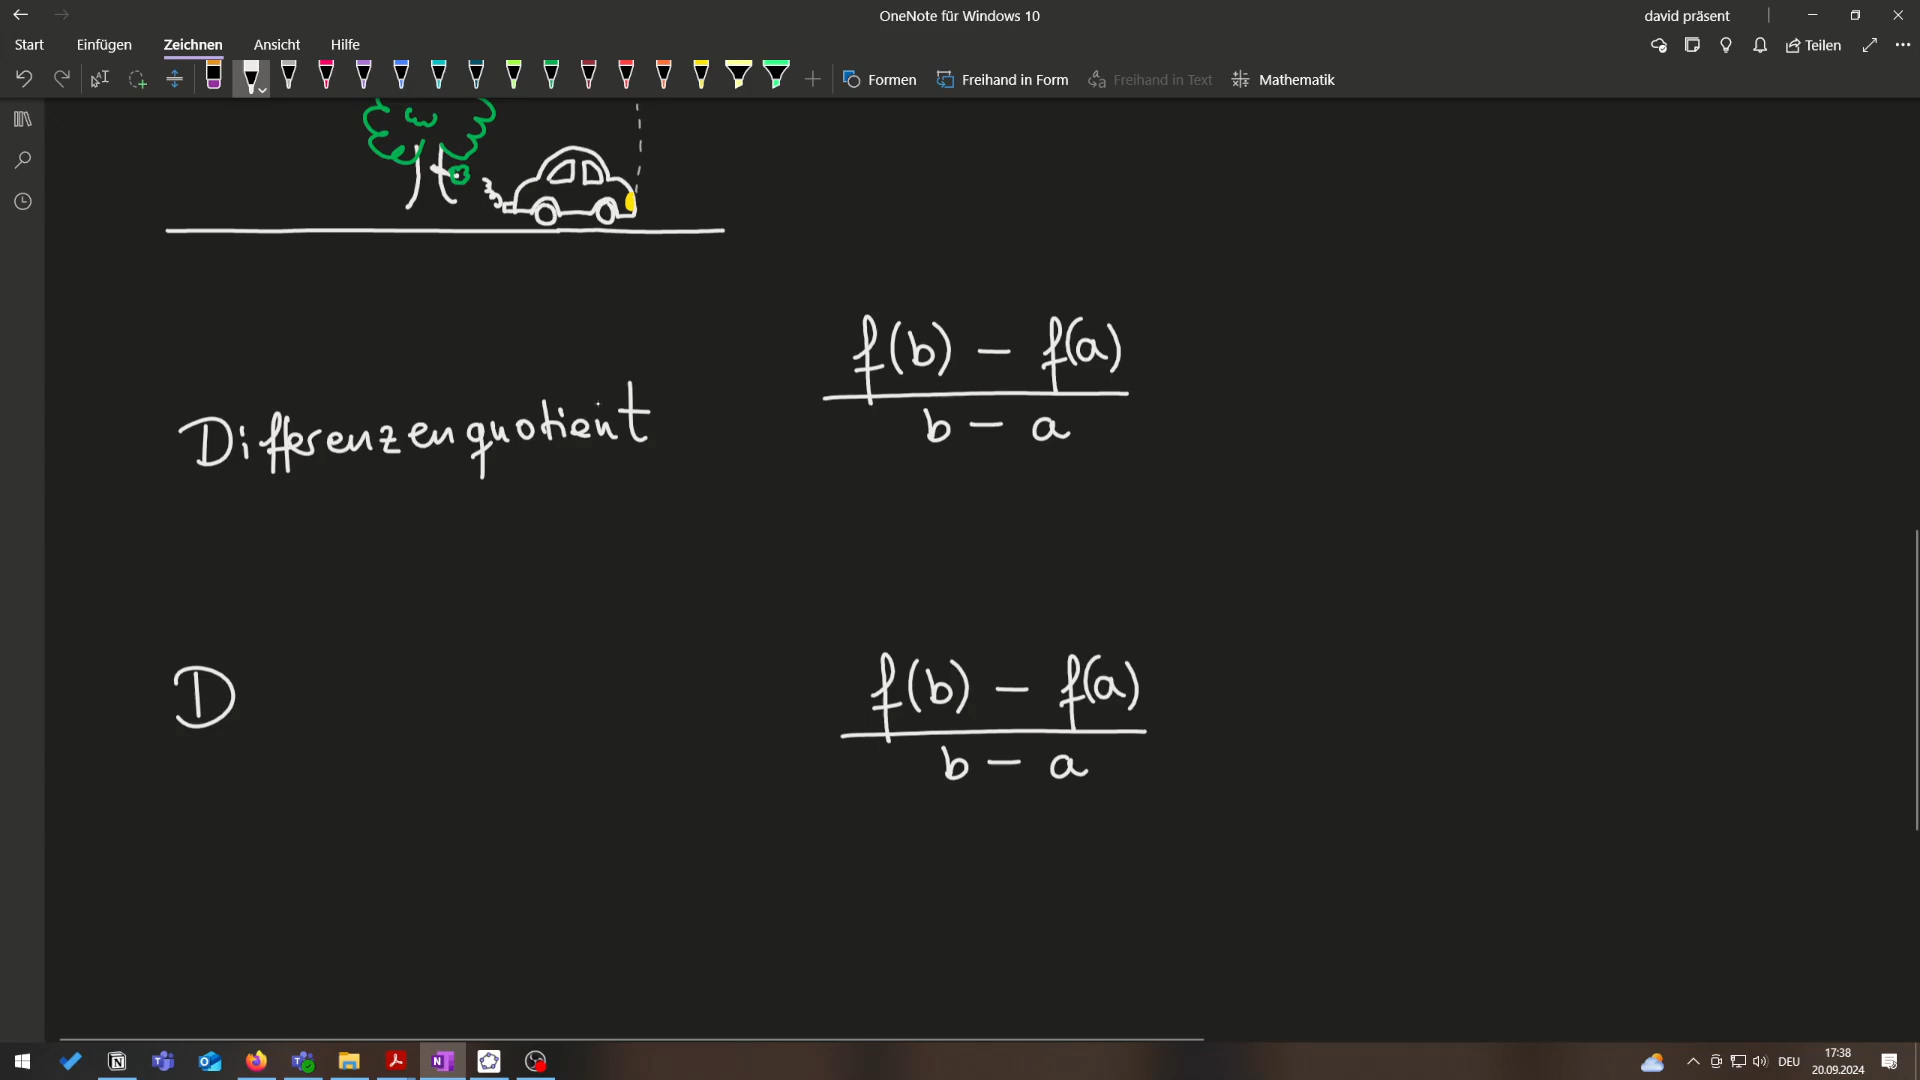 OneNote für Windows 10
david präsent
Start Einfügen Zeichnen Ansicht Hilfe
Teilen
Formen Freihand in Form Freihand in Text Mathematik
f(b) - f(a)
b - a
Differenzenquotient
D
f(b) - f(a)
b - a
DEU
17:38
20.09.2024